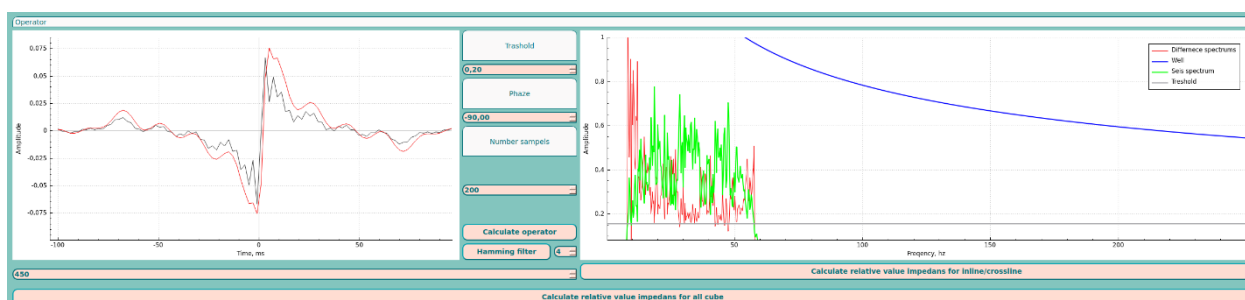 Operator
0.075
0.05
0.025
0
-0.025
-0.05
-0.075
Amplitude
-100
-50
0
50
Time, ms
Trashold
0,20
Phaze
-90,00
Number sampels
200
Calculate operator
Hamming filter
4
1
0.8
0.6
0.4
0.2
Amplitude
50
100
150
200
Freqency, hz
Differnece spectrums
Well
Seis spectrum
Treshold
450
Calculate relative value impedans for inline/crossline
Calculate relative value impedans for all cube